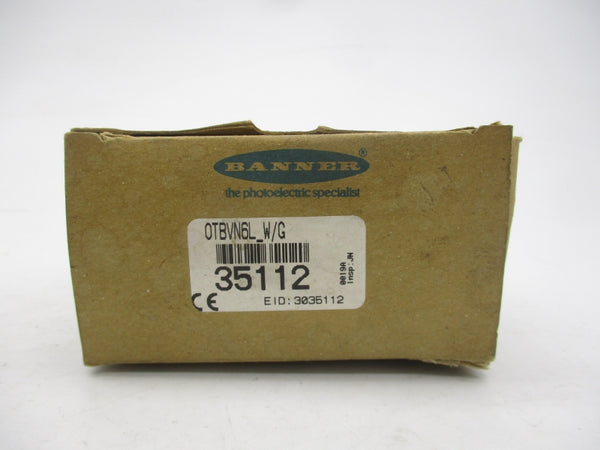 BANNER ®
the photoelectric specialist
OTBVN6L_W/G
35112
CE EID: 3035112
0019A
Insp: JN